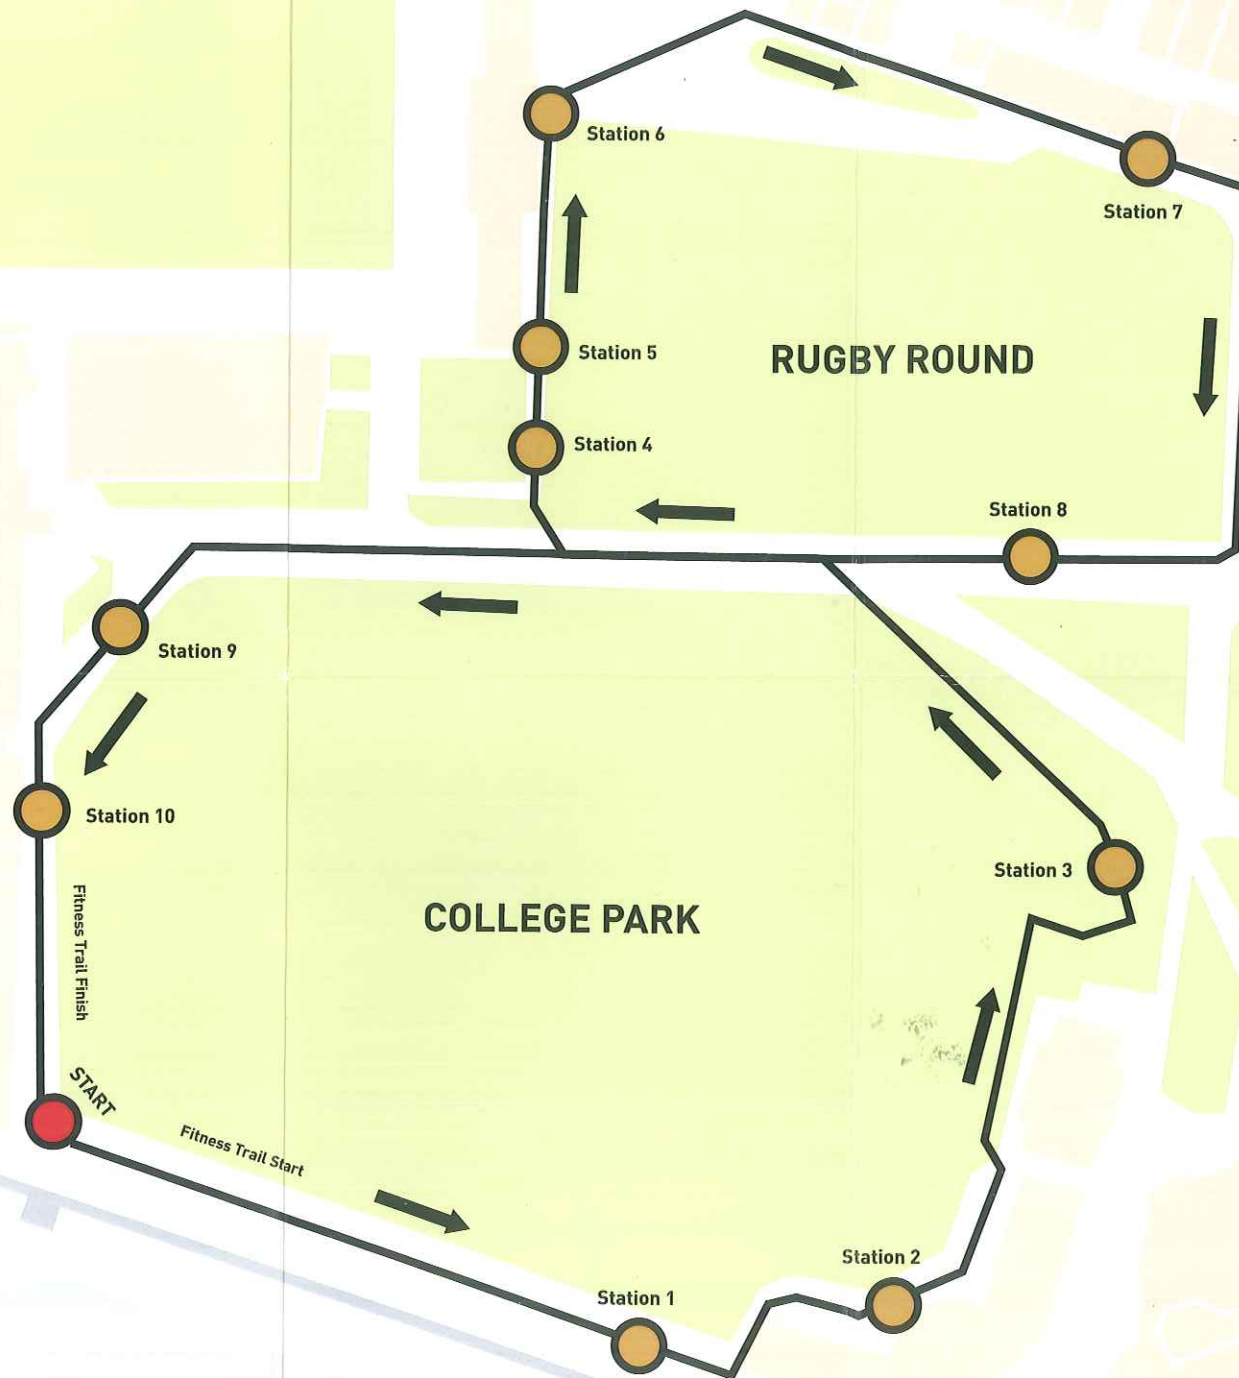 Station 6
Station 7
Station 5
RUGBY ROUND
Station 4
Station 8
Station 9
Station 10
Station 3
COLLEGE PARK
Fitness Trail Finish
START
Fitness Trail Start
Station 2
Station 1